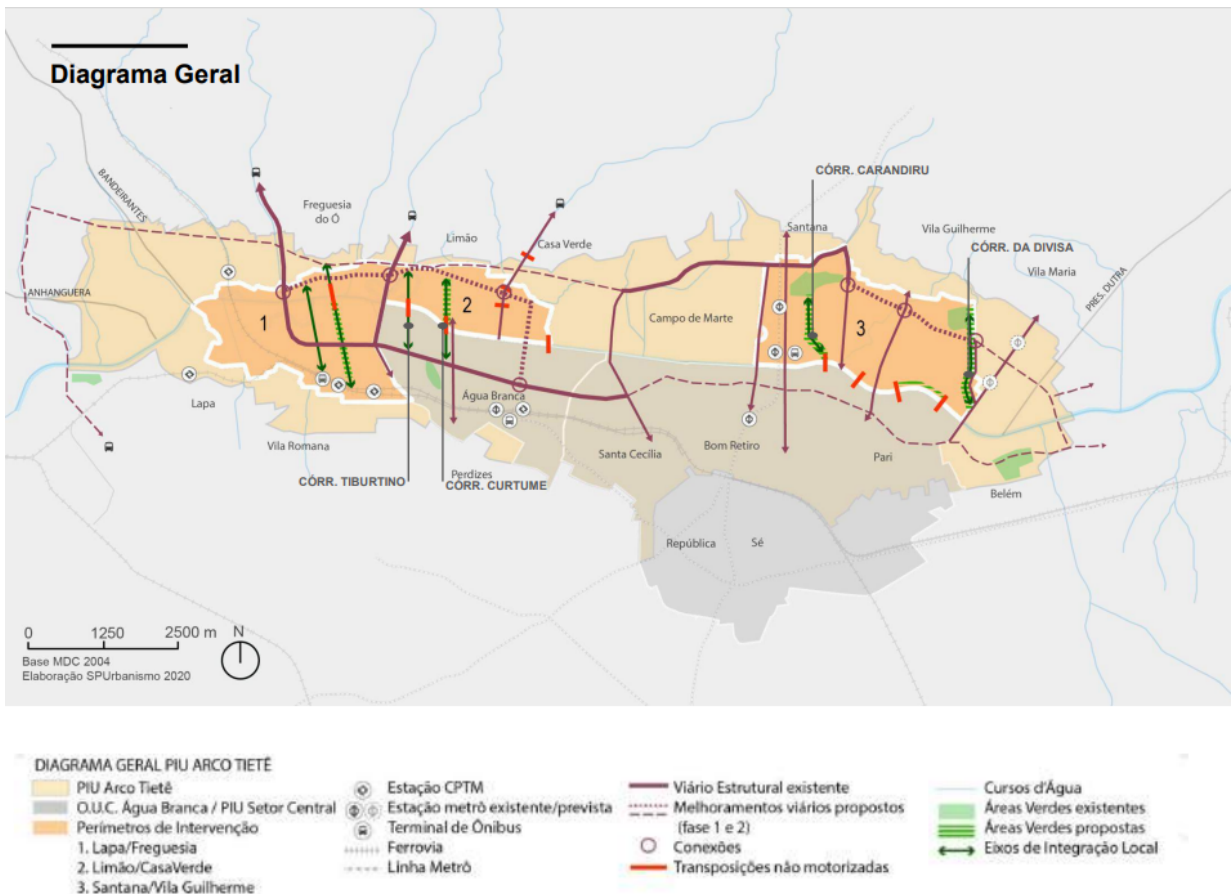 Diagrama Geral
CÓRR. CARANDIRU
BANDEIRANTES
Freguesia
do Ó
Santana
Vila Guilherme
Limão
Casa Verde
CÓRR. DA DIVISA
Vila Maria
ANHANGUERA
PRES. DUTRA
1
2
Campo de Marte
3
Lapa
Água Branca
Vila Romana
Santa Cecília
Bom Retiro
Pari
Perdizes
CÓRR. TIBURTINO
CÓRR. CURTUME
Belém
República
Sé
0 1250 2500 m
N
Base MDC 2004
Elaboração SPUrbanismo 2020
DIAGRAMA GERAL PIU ARCO TIETÊ
PIU Arco Tietê
O.U.C. Água Branca / PIU Setor Central
Perímetros de Intervenção
1. Lapa/Freguesia
2. Limão/CasaVerde
3. Santana/Vila Guilherme
Estação CPTM
Estação metrô existente/prevista
Terminal de Ônibus
Ferrovia
Linha Metrô
Viário Estrutural existente
Melhoramentos viários propostos
(fase 1 e 2)
Conexões
Transposições não motorizadas
Cursos d'Água
Áreas Verdes existentes
Áreas Verdes propostas
Eixos de Integração Local